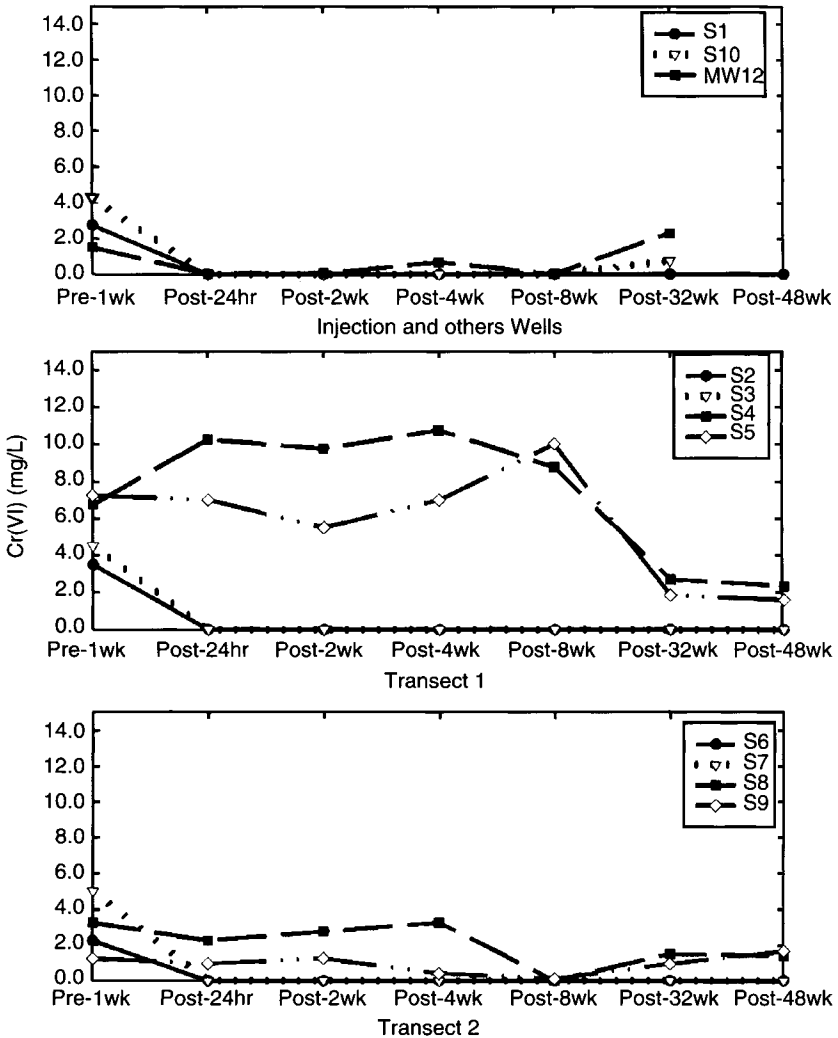 14.0
12.0
10.0
8.0
6.0
4.0
2.0
0.0
S1
S10
MW12
Pre-1wk Post-24hr Post-2wk Post-4wk Post-8wk Post-32wk Post-48wk
Injection and others Wells
Cr(VI) (mg/L)
14.0
12.0
10.0
8.0
6.0
4.0
2.0
0.0
S2
S3
S4
S5
Pre-1wk Post-24hr Post-2wk Post-4wk Post-8wk Post-32wk Post-48wk
Transect 1
14.0
12.0
10.0
8.0
6.0
4.0
2.0
0.0
S6
S7
S8
S9
Pre-1wk Post-24hr Post-2wk Post-4wk Post-8wk Post-32wk Post-48wk
Transect 2